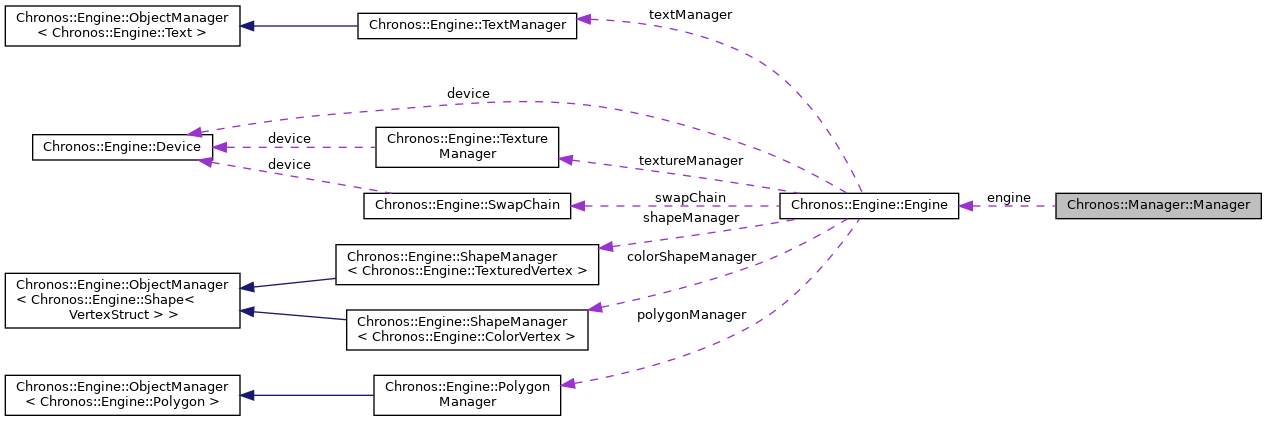 Chronos::Engine::ObjectManager
< Chronos::Engine::Text >
Chronos::Engine::TextManager
textManager
device
Chronos::Engine::Device
device
device
Chronos::Engine::Texture
Manager
textureManager
Chronos::Engine::SwapChain
swapChain
Chronos::Engine::Engine
engine
Chronos::Manager::Manager
shapeManager
Chronos::Engine::ShapeManager
< Chronos::Engine::TexturedVertex >
colorShapeManager
Chronos::Engine::ObjectManager
< Chronos::Engine::Shape<
VertexStruct > >
Chronos::Engine::ShapeManager
< Chronos::Engine::ColorVertex >
polygonManager
Chronos::Engine::ObjectManager
< Chronos::Engine::Polygon >
Chronos::Engine::Polygon
Manager